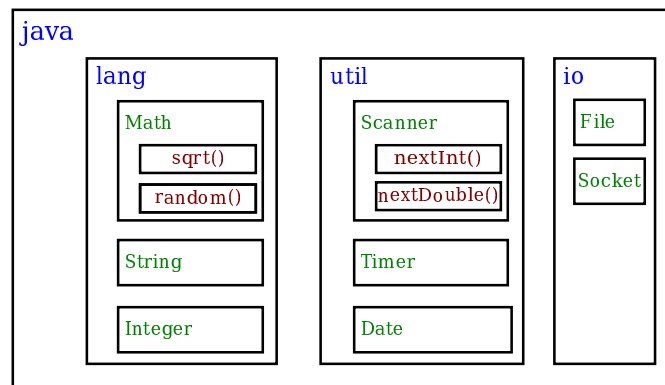 java
lang
Math
sqrt()
random()
String
Integer
util
Scanner
nextInt()
nextDouble()
Timer
Date
io
File
Socket